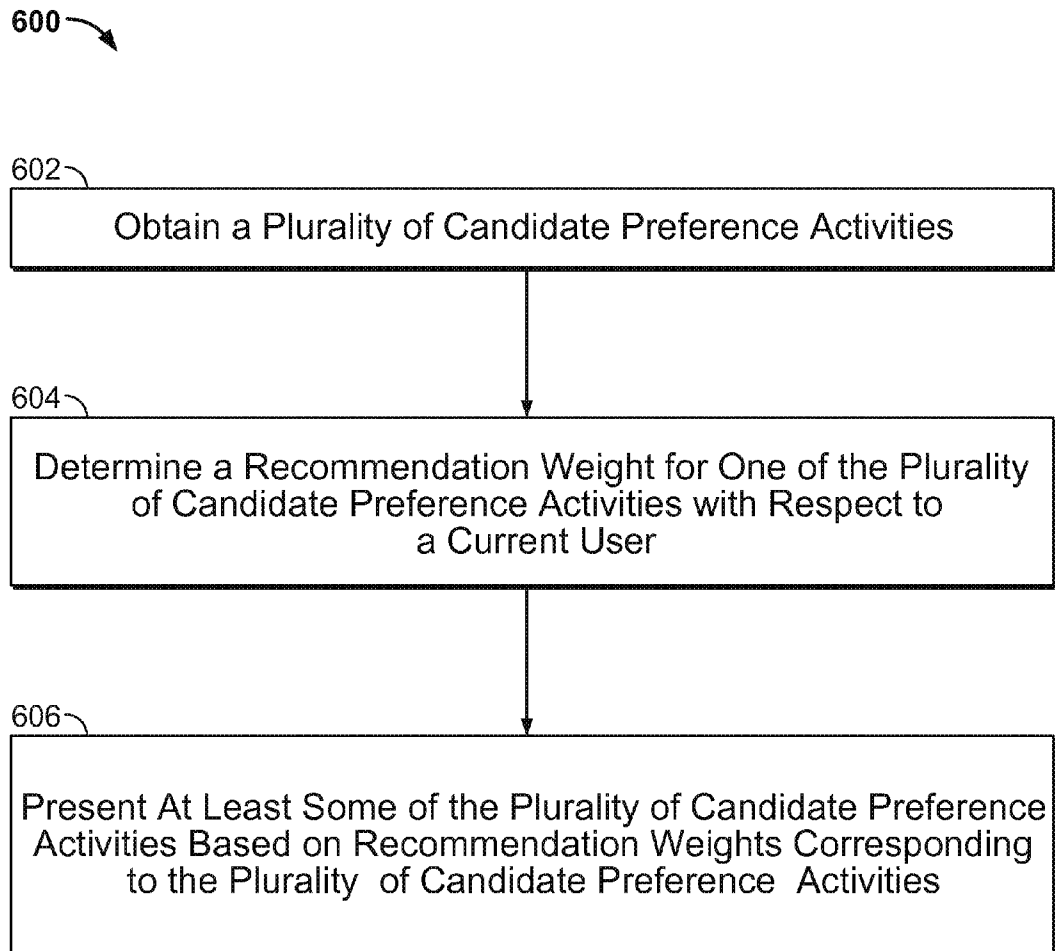 600
602
Obtain a Plurality of Candidate Preference Activities
604
Determine a Recommendation Weight for One of the Plurality
of Candidate Preference Activities with Respect to
a Current User
606
Present At Least Some of the Plurality of Candidate Preference
Activities Based on Recommendation Weights Corresponding
to the Plurality of Candidate Preference Activities